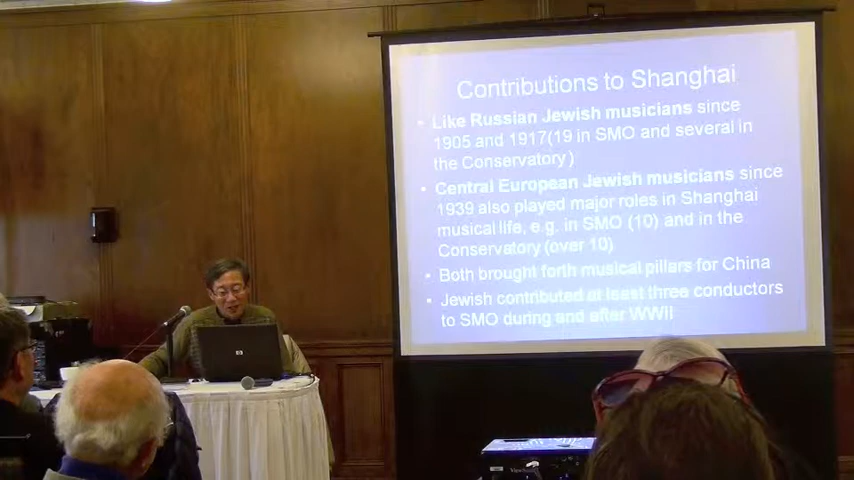 Contributions to Shanghai
• Like Russian Jewish musicians since
1905 and 1917(19 in SMO and several in
the Conservatory)
• Central European Jewish musicians since
1939 also played major roles in Shanghai
musical life, e.g. in SMO (10) and in the
Conservatory (over 10)
• Both brought forth musical pillars for China
• Jewish contributed at least three conductors
to SMO during and after WWII
hp